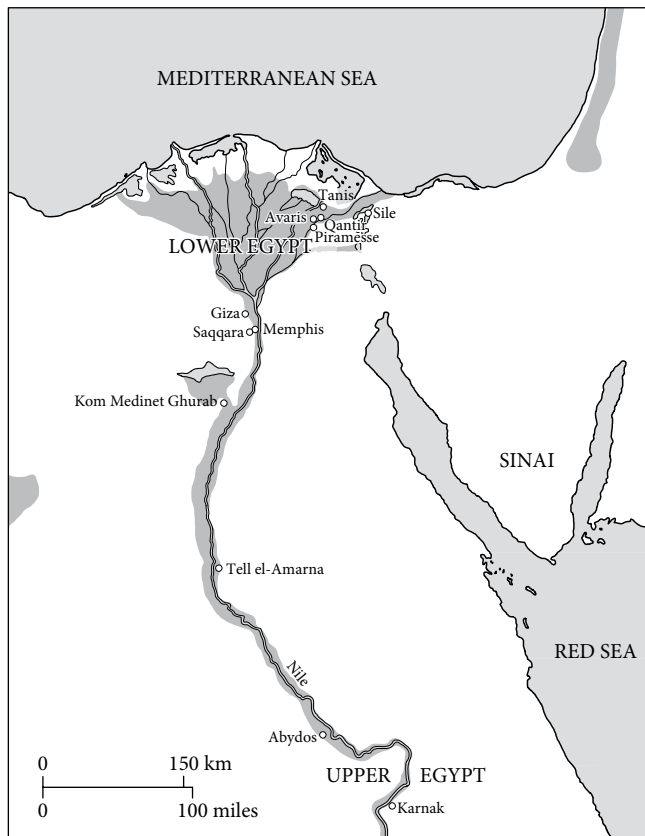 MEDITERRANEAN SEA
Tanis
Avaris
Sile
Qantir
Piramesse
LOWER EGYPT
Giza
Saqqara
Memphis
Kom Medinet Ghurab
SINAI
Tell el-Amarna
RED SEA
Nile
Abydos
0 150 km
UPPER EGYPT
0 100 miles
Karnak